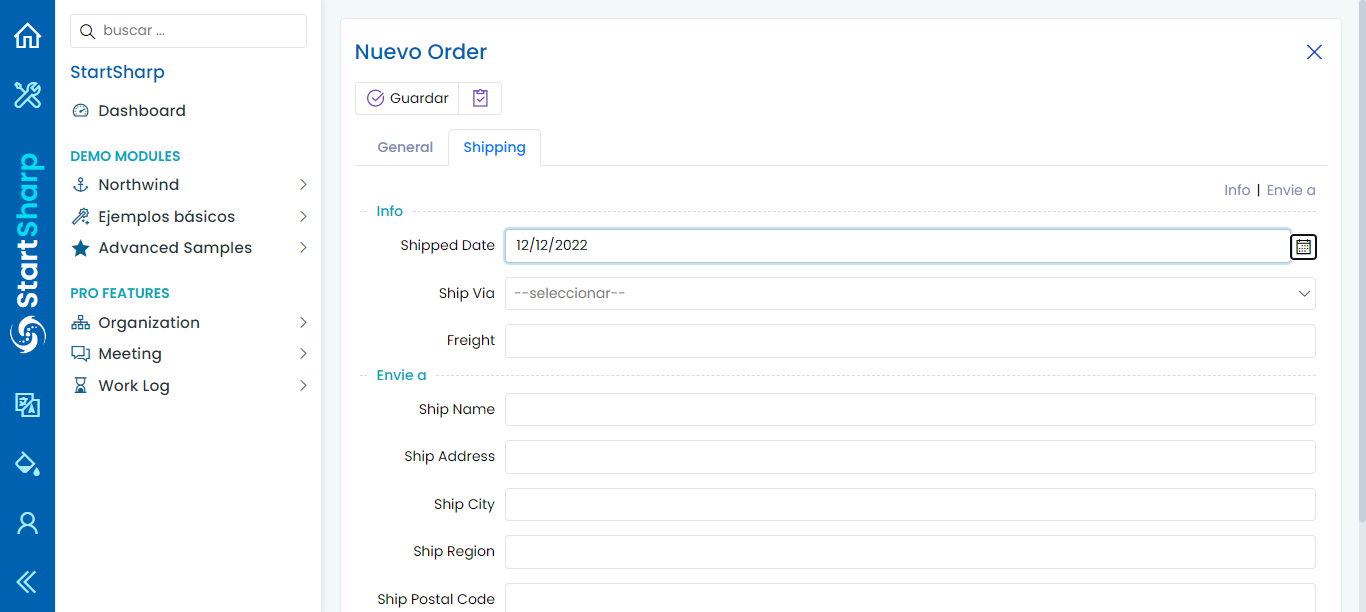 buscar ...
StartSharp
Dashboard
DEMO MODULES
Northwind
Ejemplos básicos
Advanced Samples
PRO FEATURES
Organization
Meeting
Work Log
StartSharp
Nuevo Order
Guardar
General
Shipping
Info | Envie a
Info
Shipped Date
12/12/2022
Ship Via
--seleccionar--
Freight
Envie a
Ship Name
Ship Address
Ship City
Ship Region
Ship Postal Code